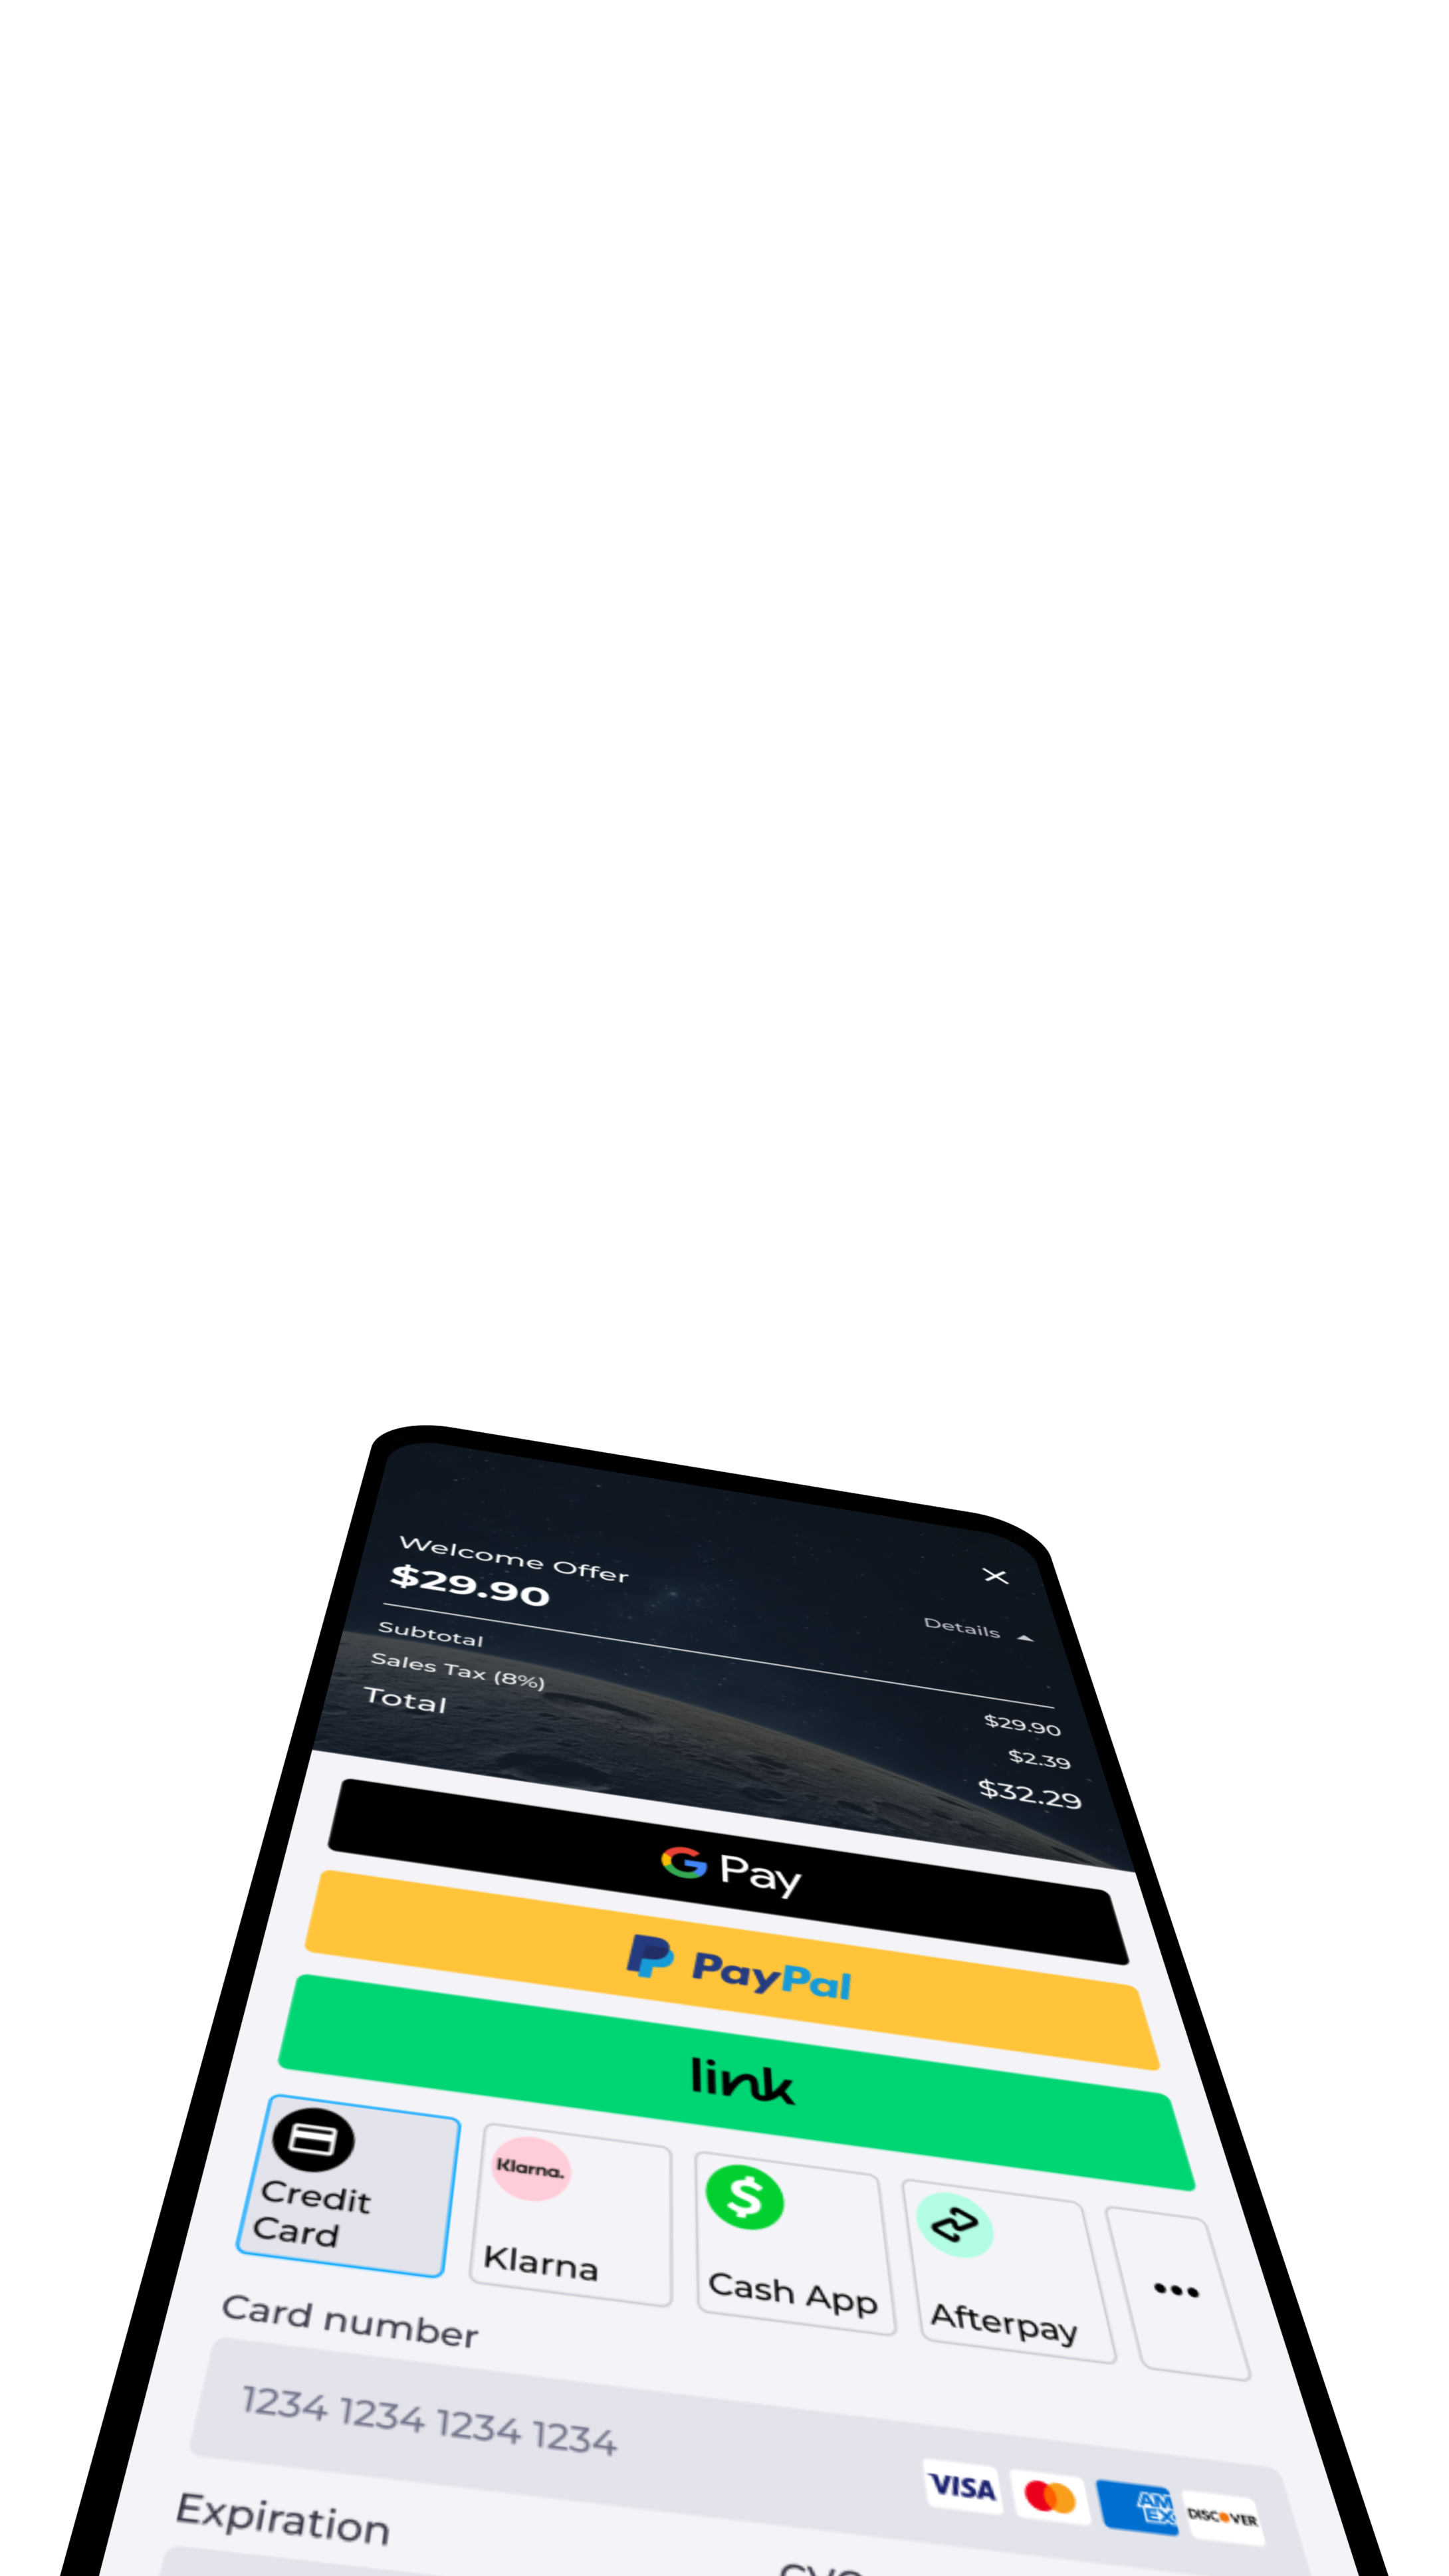 Welcome Offer
$29.90
Details
Subtotal $29.90
Sales Tax (8%) $2.39
Total $32.29
G Pay
PayPal
link
Credit Card
Klarna.
Klarna
Cash App
Afterpay
Card number
1234 1234 1234 1234
VISA
AM EX
DISCOVER
Expiration
CVC